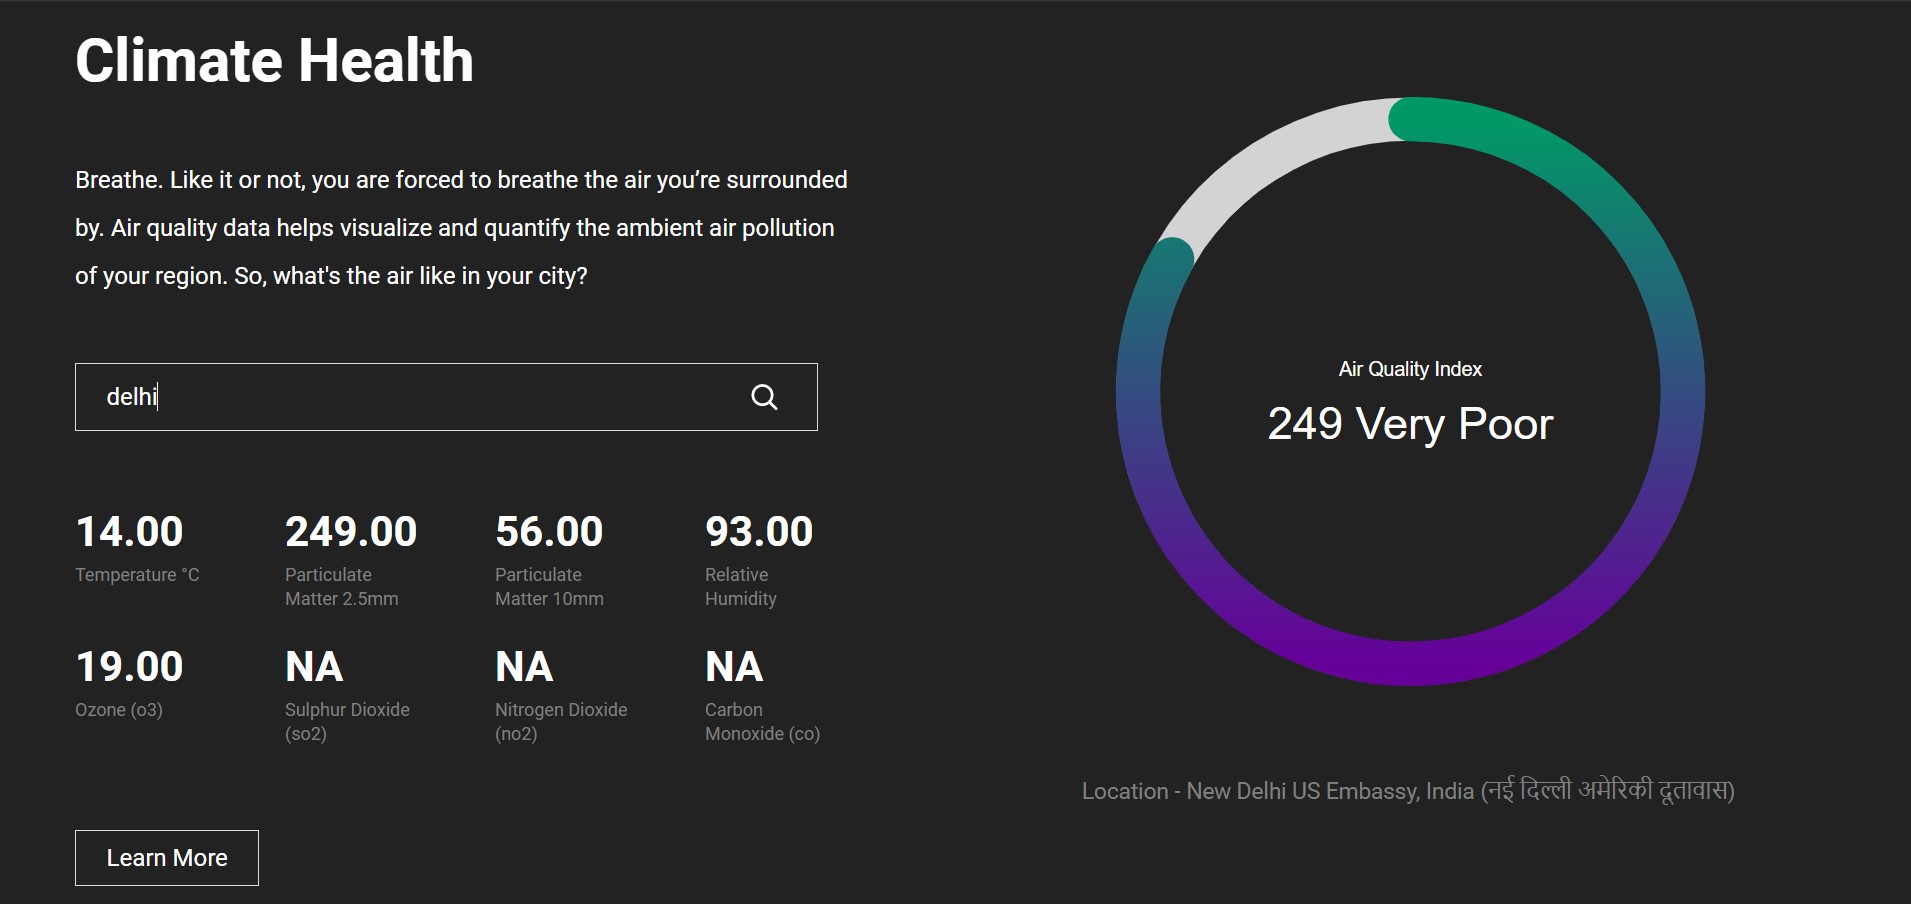 Climate Health
Breathe. Like it or not, you are forced to breathe the air you’re surrounded
by. Air quality data helps visualize and quantify the ambient air pollution
of your region. So, what's the air like in your city?
delhi
14.00
Temperature °C
249.00
Particulate
Matter 2.5mm
56.00
Particulate
Matter 10mm
93.00
Relative
Humidity
19.00
Ozone (o3)
NA
Sulphur Dioxide
(so2)
NA
Nitrogen Dioxide
(no2)
NA
Carbon
Monoxide (co)
Learn More
Air Quality Index
249 Very Poor
Location - New Delhi US Embassy, India (नई दिल्ली अमेरिकी दूतावास)